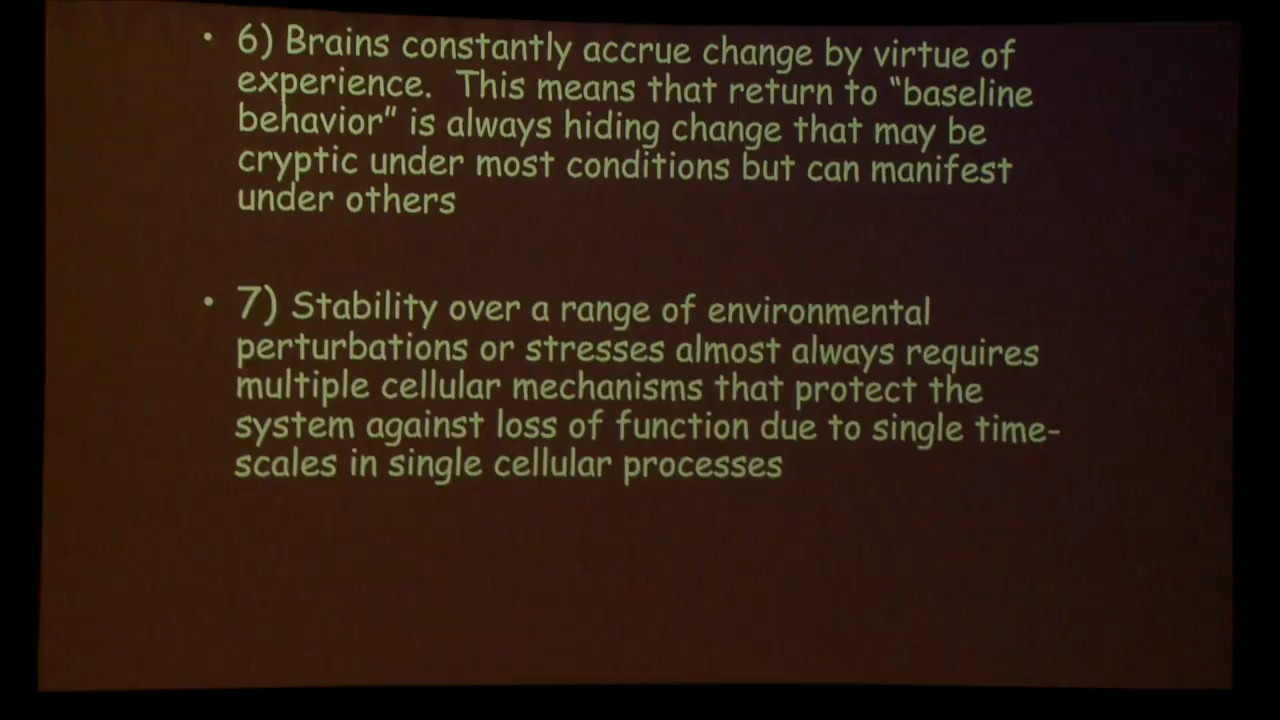 • 6) Brains constantly accrue change by virtue of
experience. This means that return to “baseline
behavior” is always hiding change that may be
cryptic under most conditions but can manifest
under others
• 7) Stability over a range of environmental
perturbations or stresses almost always requires
multiple cellular mechanisms that protect the
system against loss of function due to single time-
scales in single cellular processes